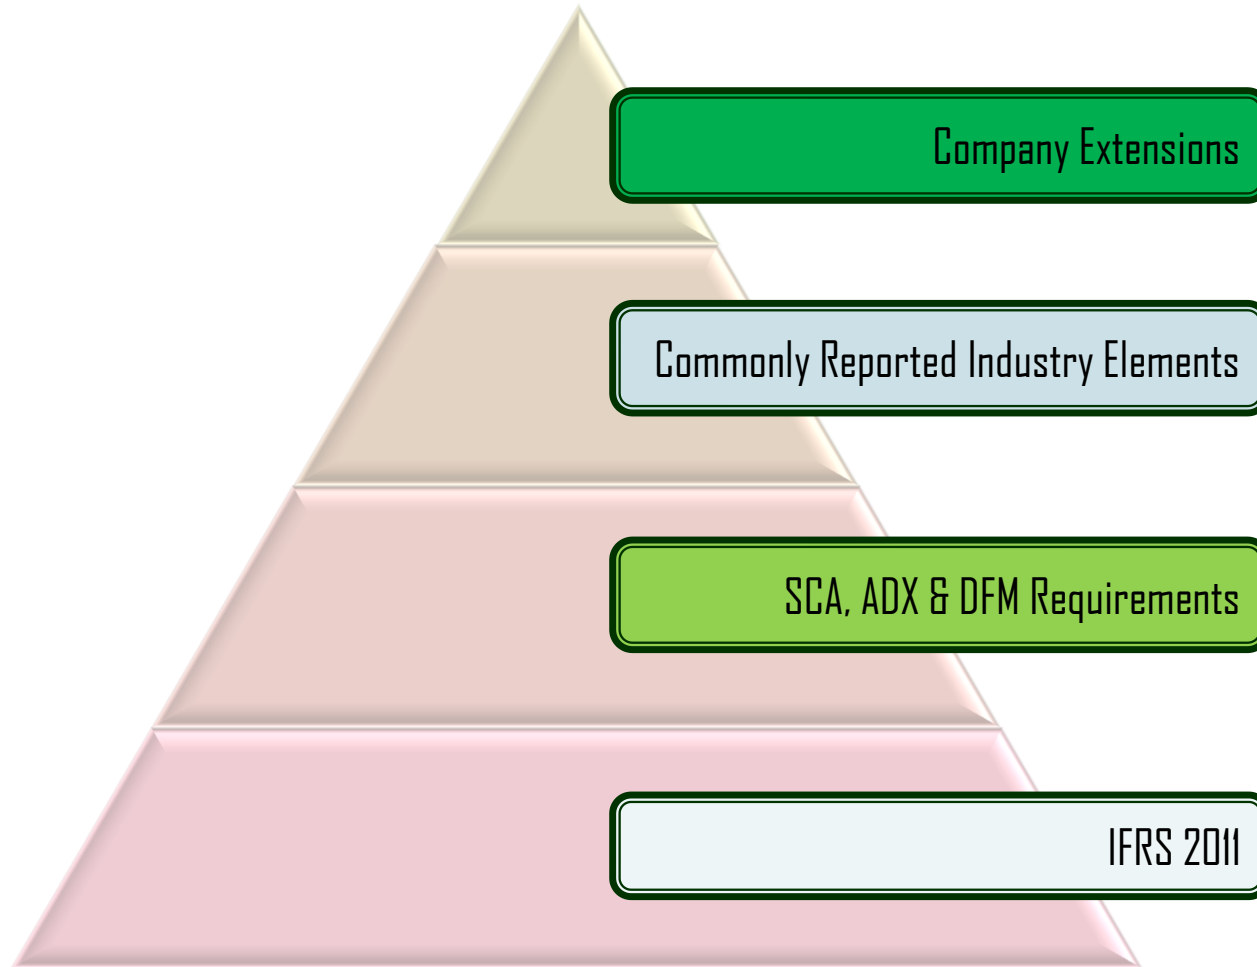 Company Extensions
Commonly Reported Industry Elements
SCA, ADX & DFM Requirements
IFRS 2011